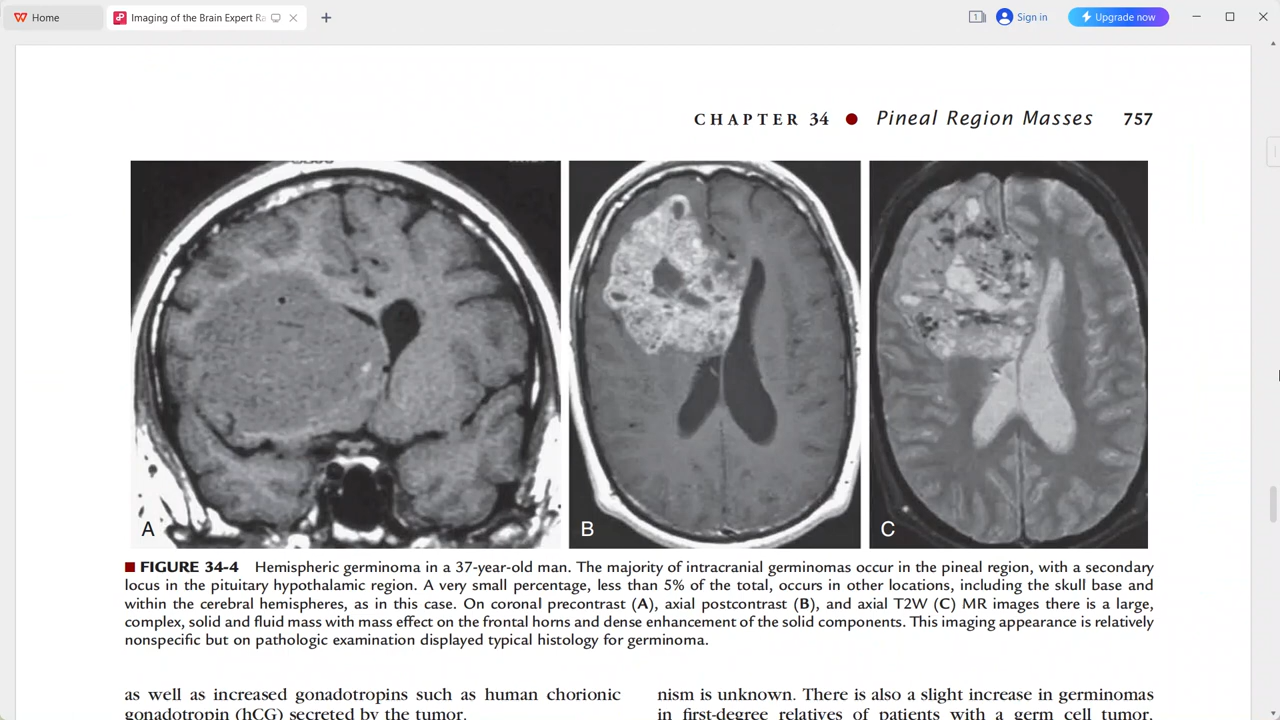 Home
Imaging of the Brain Expert Ra
Sign in
Upgrade now
CHAPTER 34 ● Pineal Region Masses 757
A
B
C
■ FIGURE 34-4 Hemispheric germinoma in a 37-year-old man. The majority of intracranial germinomas occur in the pineal region, with a secondary
locus in the pituitary hypothalamic region. A very small percentage, less than 5% of the total, occurs in other locations, including the skull base and
within the cerebral hemispheres, as in this case. On coronal precontrast (A), axial postcontrast (B), and axial T2W (C) MR images there is a large,
complex, solid and fluid mass with mass effect on the frontal horns and dense enhancement of the solid components. This imaging appearance is relatively
nonspecific but on pathologic examination displayed typical histology for germinoma.
as well as increased gonadotropins such as human chorionic
gonadotropin (hCG) secreted by the tumor.
nism is unknown. There is also a slight increase in germinomas
in first-degree relatives of patients with a germ cell tumor.